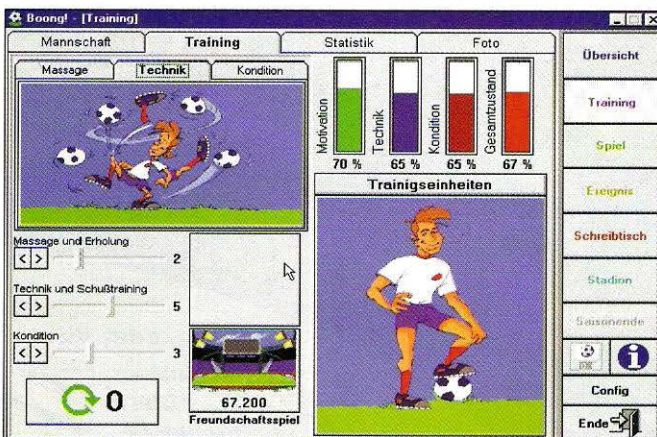 Boong! - [Training]
Mannschaft
Training
Statistik
Foto
Massage
Technik
Kondition
Motivation
70 %
Technik
65 %
Kondition
65 %
Gesamtzustand
67 %
Trainigseinheiten
Massage und Erholung
2
Technik und Schußtraining
5
Kondition
3
0
67.200
Freundschaftsspiel
Übersicht
Training
Spiel
Ereignis
Schreibtisch
Stadion
Saisonende
Config
Ende